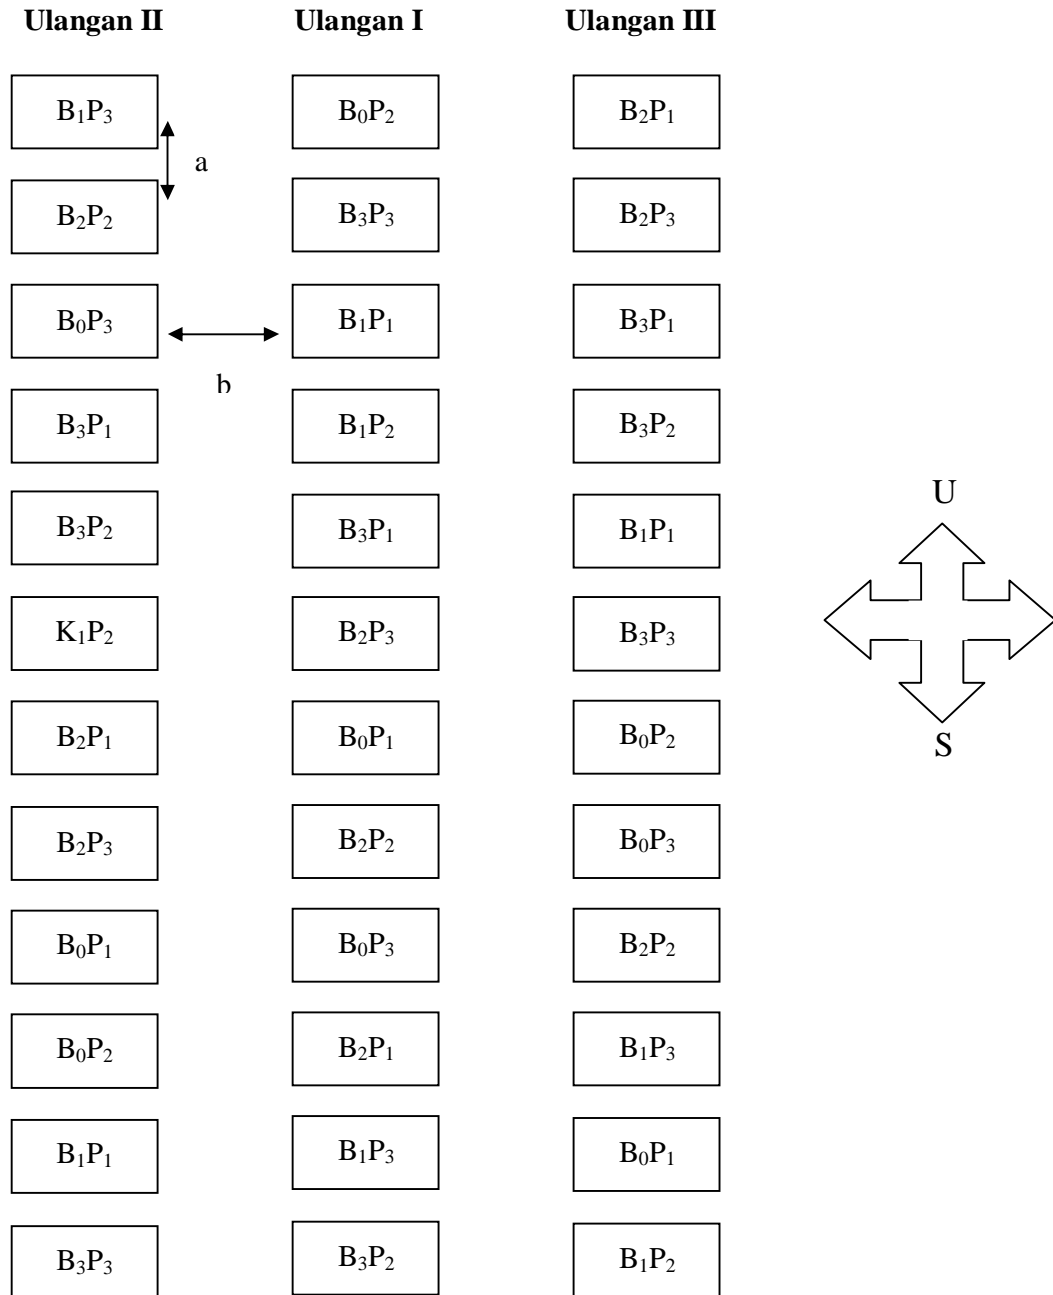 Ulangan II Ulangan I Ulangan III
B₁P₃ B₀P₂ B₂P₁
a
B₂P₂ B₃P₃ B₂P₃
B₀P₃ B₁P₁ B₃P₁
b
B₃P₁ B₁P₂ B₃P₂
U
B₃P₂ B₃P₁ B₁P₁
K₁P₂ B₂P₃ B₃P₃
B₂P₁ B₀P₁ B₀P₂
S
B₂P₃ B₂P₂ B₀P₃
B₀P₁ B₀P₃ B₂P₂
B₀P₂ B₂P₁ B₁P₃
B₁P₁ B₁P₃ B₀P₁
B₃P₃ B₃P₂ B₁P₂